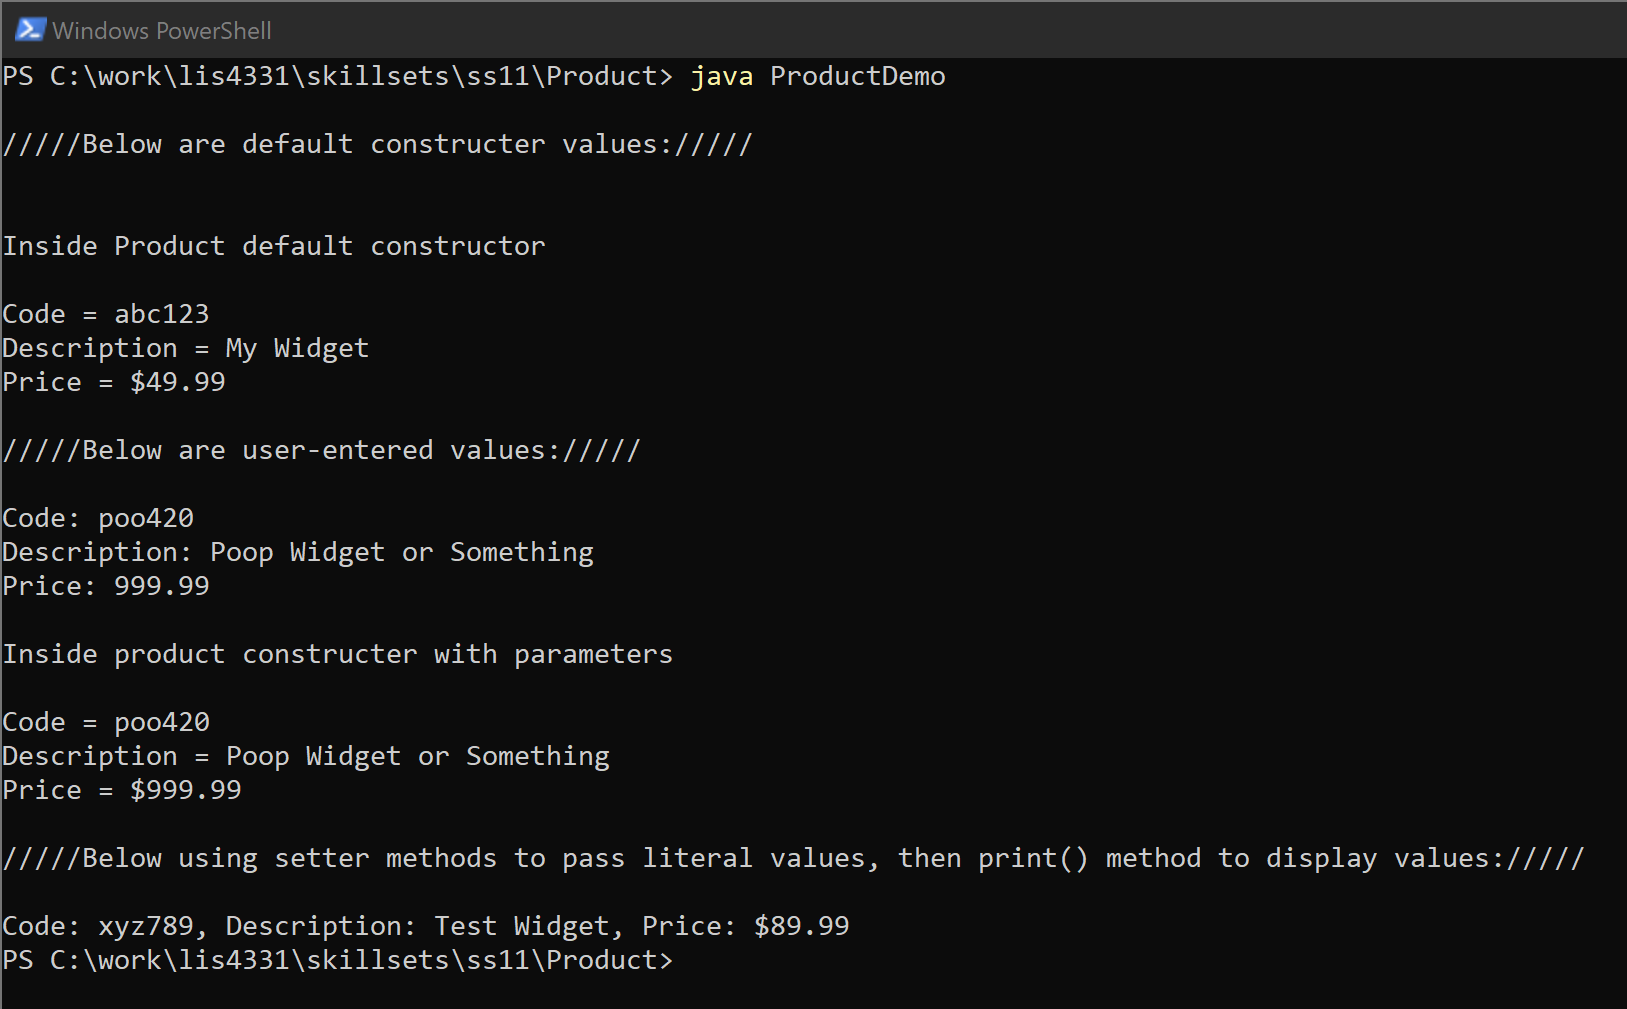 Windows PowerShell
PS C:\work\lis4331\skillsets\ss11\Product> java ProductDemo
/////Below are default constructer values://///
Inside Product default constructor
Code = abc123
Description = My Widget
Price = $49.99
/////Below are user-entered values://///
Code: poo420
Description: Poop Widget or Something
Price: 999.99
Inside product constructer with parameters
Code = poo420
Description = Poop Widget or Something
Price = $999.99
/////Below using setter methods to pass literal values, then print() method to display values://///
Code: xyz789, Description: Test Widget, Price: $89.99
PS C:\work\lis4331\skillsets\ss11\Product>